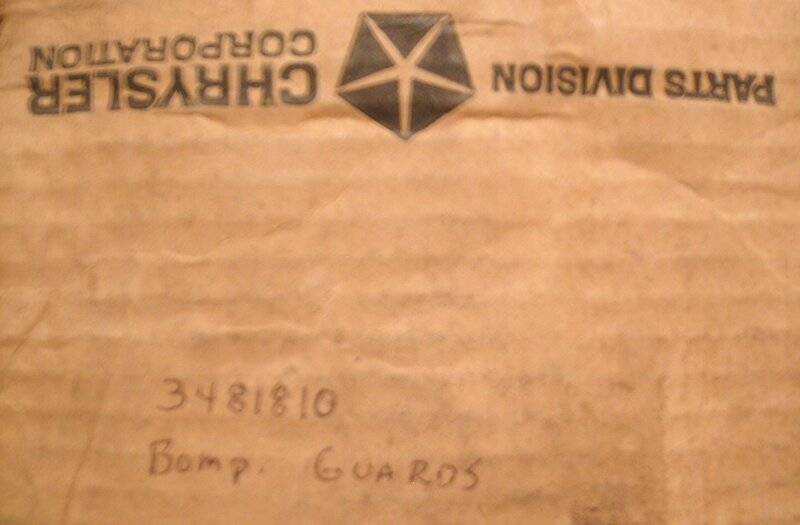 CHRYSLER
CORPORATION
PARTS DIVISION
3481810
Bomp. GUARDS